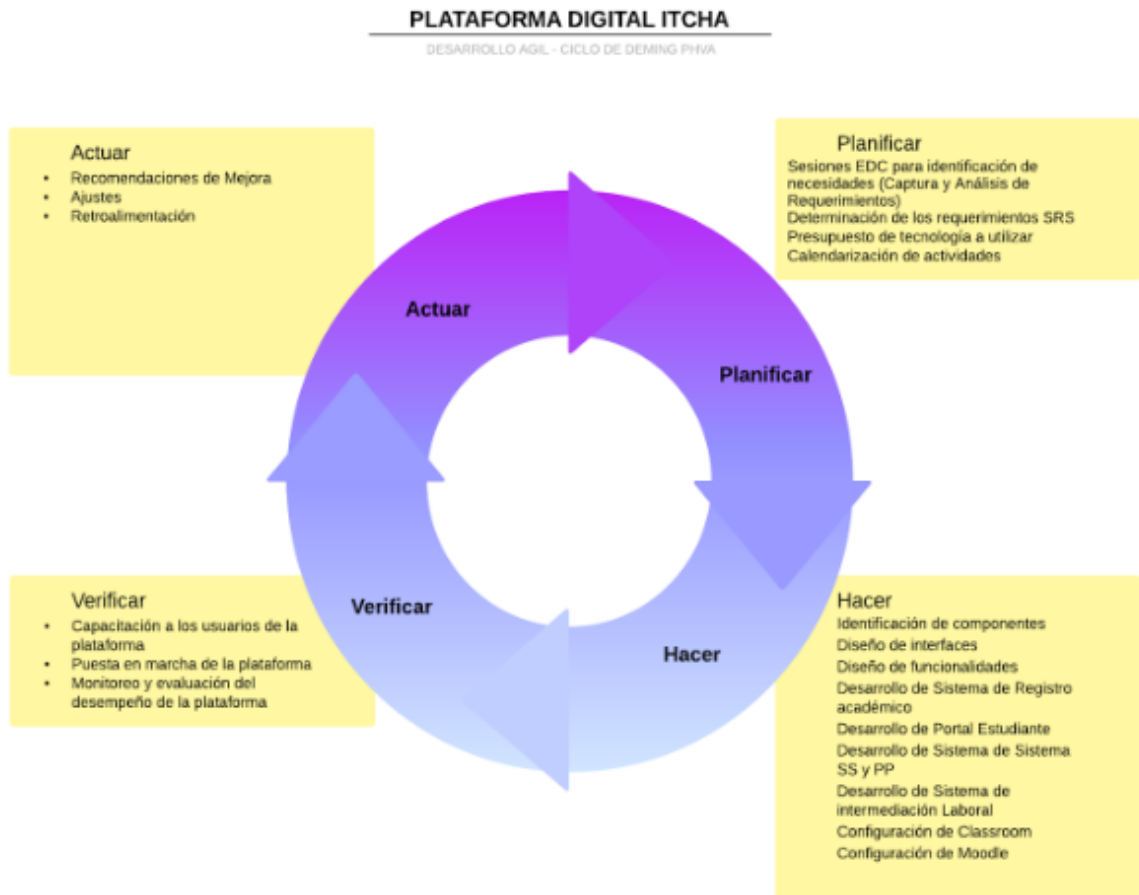 PLATAFORMA DIGITAL ITCHA
DESARROLLO AGIL - CICLO DE DEMING PHVA
Actuar
• Recomendaciones de Mejora
• Ajustes
• Retroalimentación
Planificar
Sesiones EDC para identificación de
necesidades (Captura y Análisis de
Requerimientos)
Determinación de los requerimientos SRS
Presupuesto de tecnología a utilizar
Calendarización de actividades
Actuar
Planificar
Verificar
Hacer
Verificar
• Capacitación a los usuarios de la
plataforma
• Puesta en marcha de la plataforma
• Monitoreo y evaluación del
desempeño de la plataforma
Hacer
Identificación de componentes
Diseño de interfaces
Diseño de funcionalidades
Desarrollo de Sistema de Registro
académico
Desarrollo de Portal Estudiante
Desarrollo de Sistema de Sistema
SS y PP
Desarrollo de Sistema de
intermediación Laboral
Configuración de Classroom
Configuración de Moodle